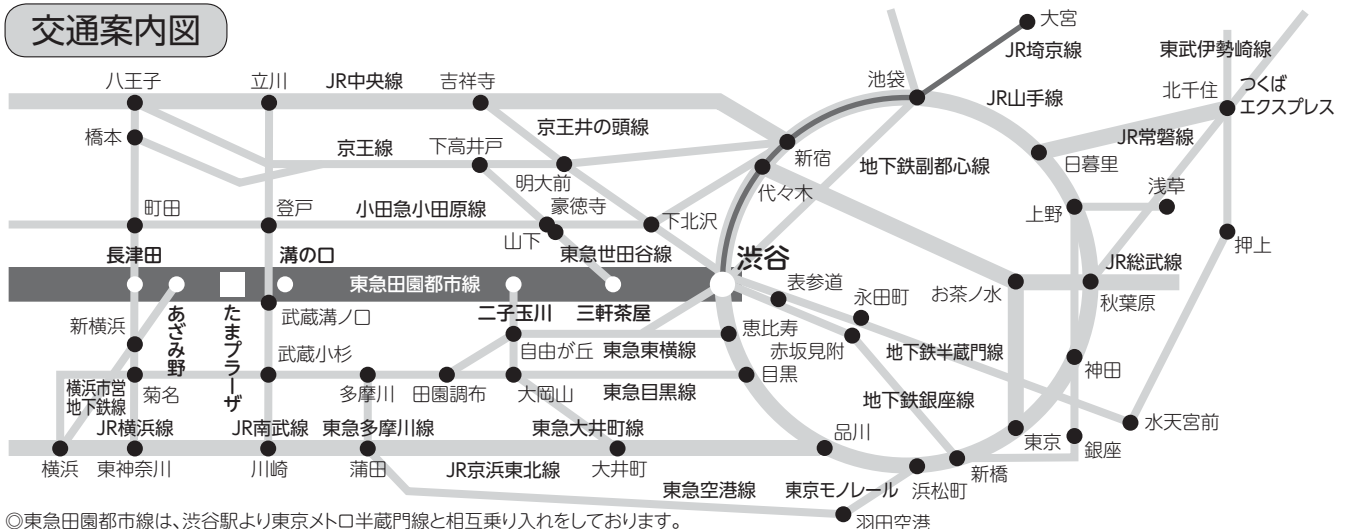 交通案内図
大宮
JR埼京線
東武伊勢崎線
八王子
立川
JR中央線
吉祥寺
池袋
JR山手線
北千住
つくば
エクスプレス
橋本
京王線
下高井戸
京王井の頭線
新宿
地下鉄副都心線
JR常磐線
日暮里
明大前
代々木
浅草
町田
登戸
小田急小田原線
豪徳寺
山下
下北沢
上野
押上
長津田
溝の口
東急世田谷線
渋谷
JR総武線
東急田園都市線
表参道
永田町
お茶ノ水
秋葉原
新横浜
あざみ野
たまプラーザ
武蔵溝ノ口
二子玉川
三軒茶屋
恵比寿
赤坂見附
地下鉄半蔵門線
武蔵小杉
自由が丘
東急東横線
目黒
神田
横浜市営
地下鉄線
菊名
多摩川
田園調布
大岡山
東急目黒線
地下鉄銀座線
水天宮前
JR横浜線
JR南武線
東急多摩川線
東急大井町線
品川
東京
銀座
横浜
東神奈川
川崎
蒲田
JR京浜東北線
大井町
新橋
東急空港線
東京モノレール
浜松町
羽田空港
◎東急田園都市線は、渋谷駅より東京メトロ半蔵門線と相互乗り入れをしております。